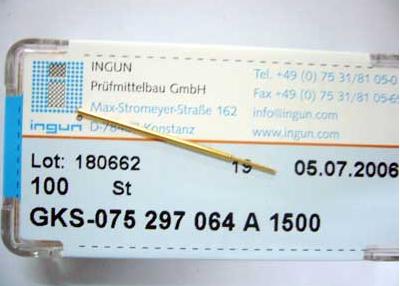 INGUN
Prüfmittelbau GmbH
Max-Stromeyer-Straße 162
Konstanz
Tel. +49 (0) 75 31/81 05-0
Fax +49 (0) 75 31/81 05-65
info@ingun.com
www.ingun.com
ingun
Lot: 180662 19 05.07.2006
100 St
GKS-075 297 064 A 1500